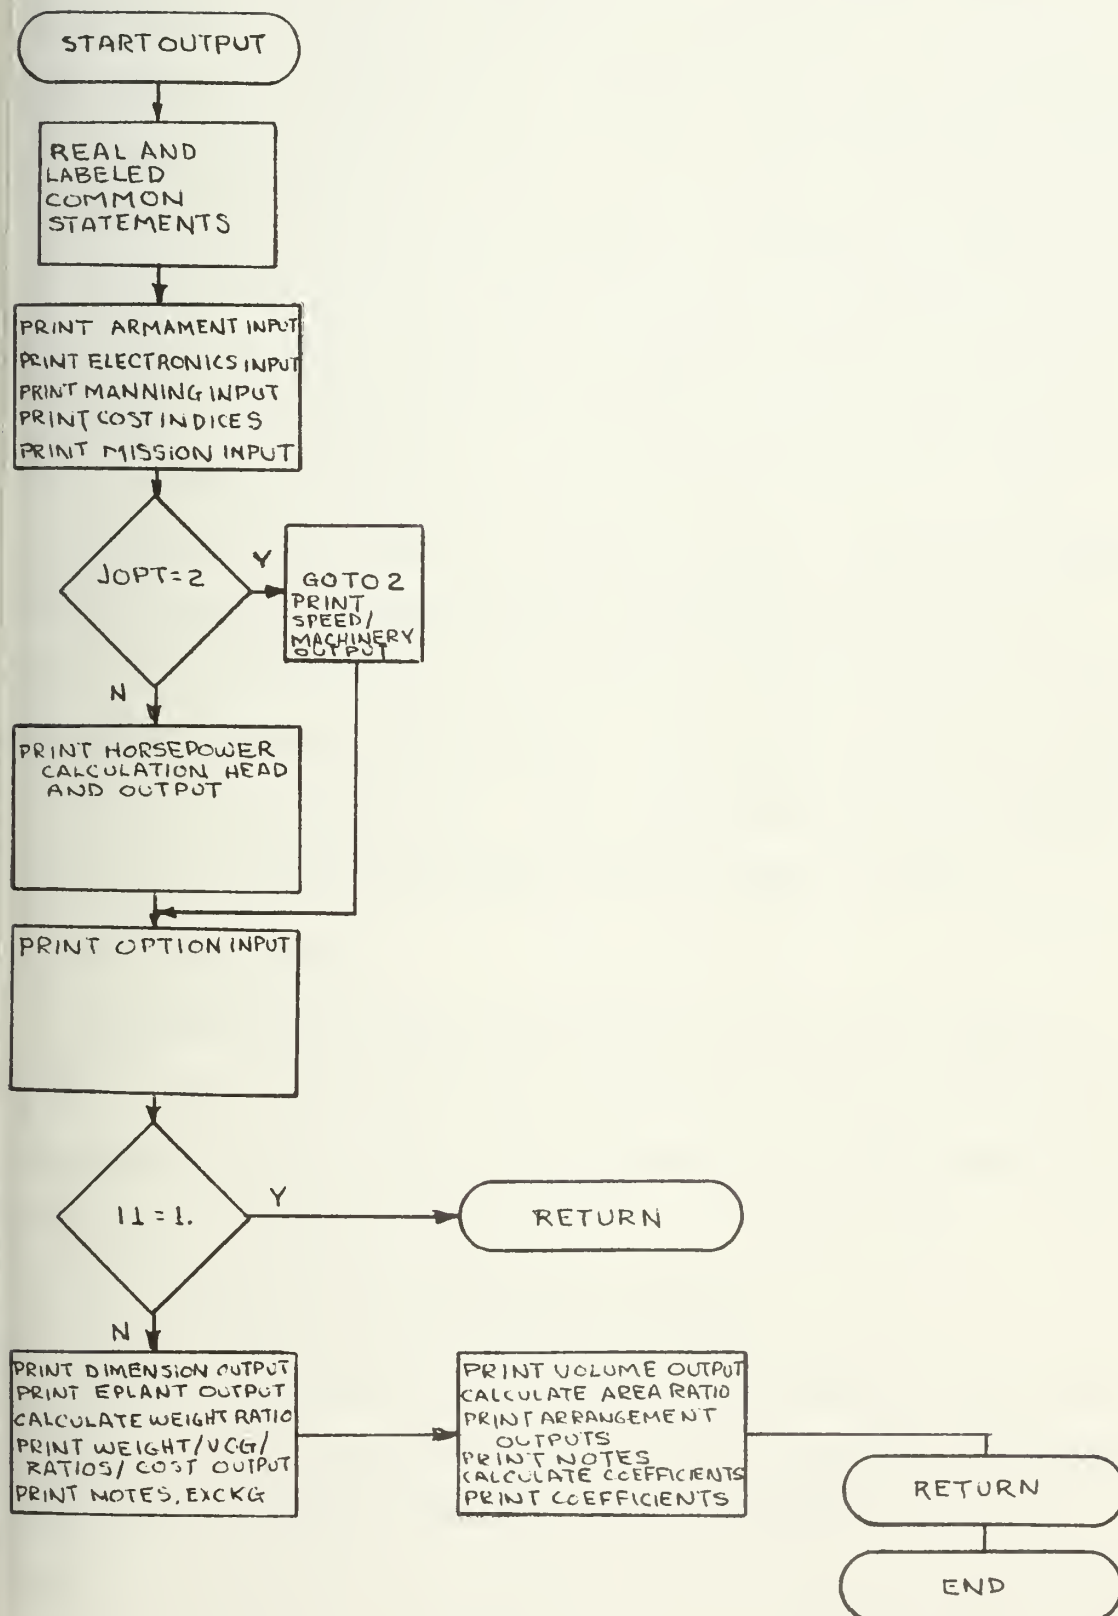 START OUTPUT
REAL AND
LABELED
COMMON
STATEMENTS
PRINT ARMAMENT INPUT
PRINT ELECTRONICS INPUT
PRINT MANNING INPUT
PRINT COST INDICES
PRINT MISSION INPUT
JOPT=2
Y
GO TO 2
PRINT
SPEED/
MACHINERY
OUTPUT
N
PRINT HORSEPOWER
CALCULATION HEAD
AND OUTPUT
PRINT OPTION INPUT
I1=1.
Y
RETURN
N
PRINT DIMENSION OUTPUT
PRINT EPLANT OUTPUT
CALCULATE WEIGHT RATIO
PRINT WEIGHT/VCG/
RATIOS/ COST OUTPUT
PRINT NOTES, EXCKG
PRINT VOLUME OUTPUT
CALCULATE AREA RATIO
PRINT ARRANGEMENT
OUTPUTS
PRINT NOTES
CALCULATE COEFFICIENTS
PRINT COEFFICIENTS
RETURN
END